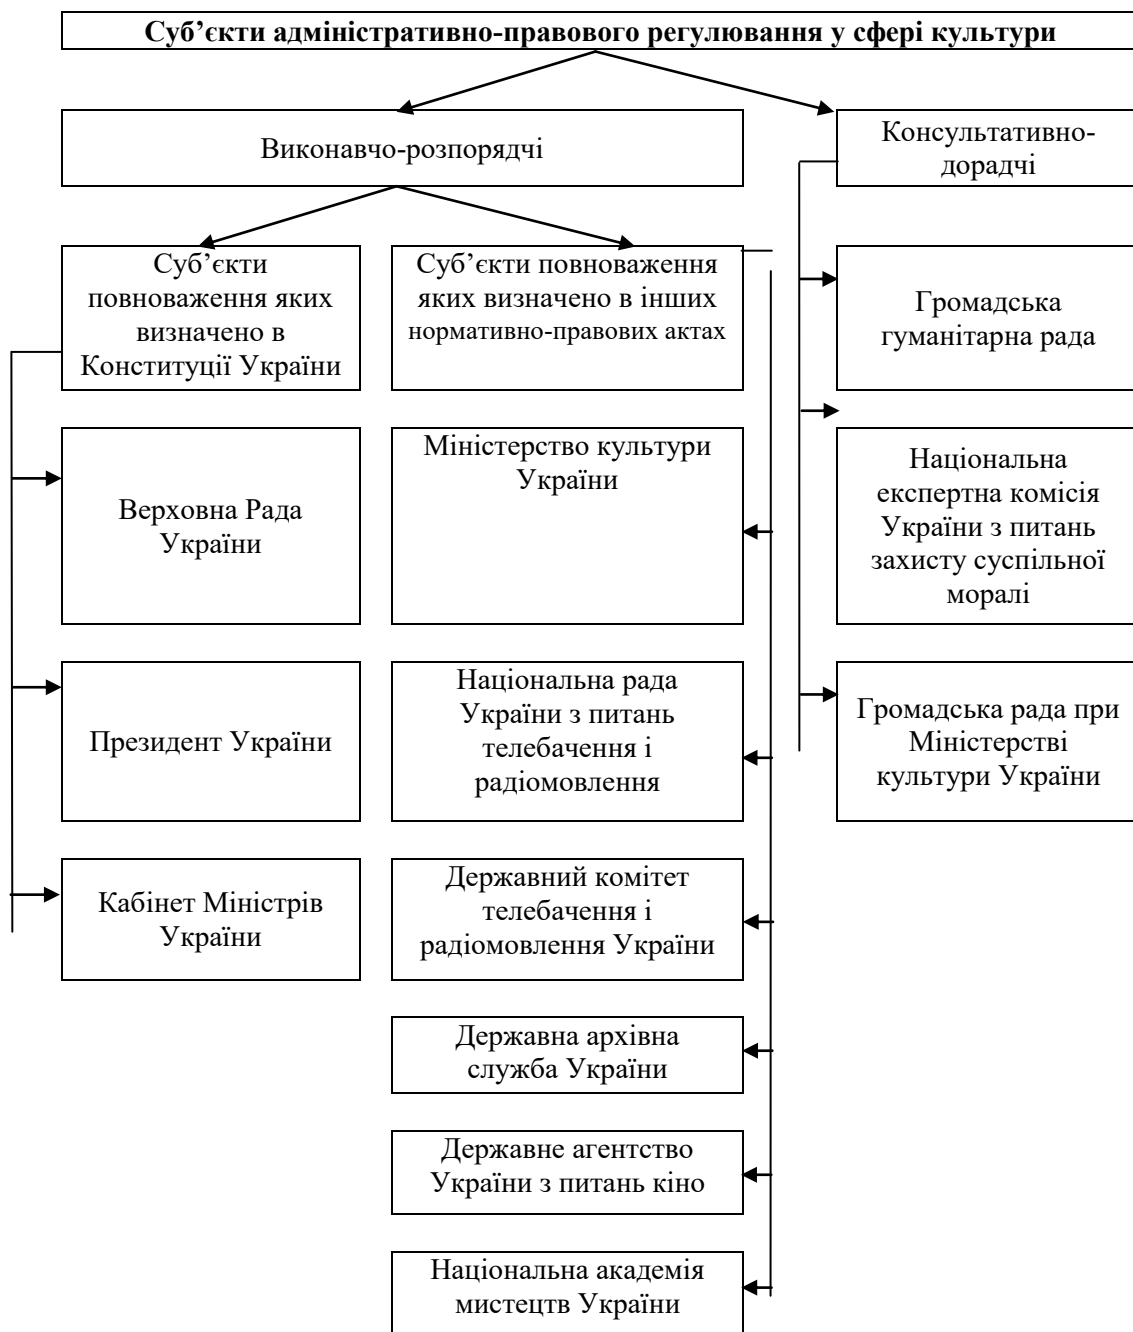 Суб’єкти адміністративно-правового регулювання у сфері культури
Виконавчо-розпорядчі
Консультативно-
дорадчі
Суб’єкти
повноваження яких
визначено в
Конституції України
Суб’єкти повноваження
яких визначено в інших
нормативно-правових актах
Громадська
гуманітарна рада
Верховна Рада
України
Міністерство культури
України
Національна
експертна комісія
України з питань
захисту суспільної
моралі
Президент України
Національна рада
України з питань
телебачення і
радіомовлення
Громадська рада при
Міністерстві
культури України
Кабінет Міністрів
України
Державний комітет
телебачення і
радіомовлення України
Державна архівна
служба України
Державне агентство
України з питань кіно
Національна академія
мистецтв України